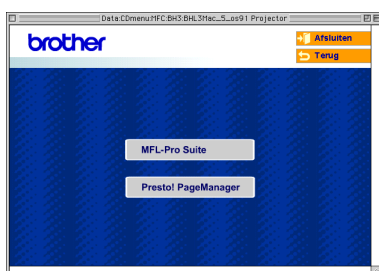 Data:CDmenu:MFC:BH3:BHL3Mac_5_os91 Projector
brother
Afsluiten
Terug
MFL-Pro Suite
Presto! PageManager